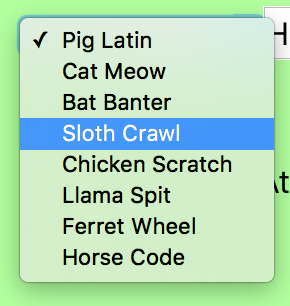 ✓ Pig Latin
Cat Meow
Bat Banter
Sloth Crawl
Chicken Scratch
Llama Spit
Ferret Wheel
Horse Code